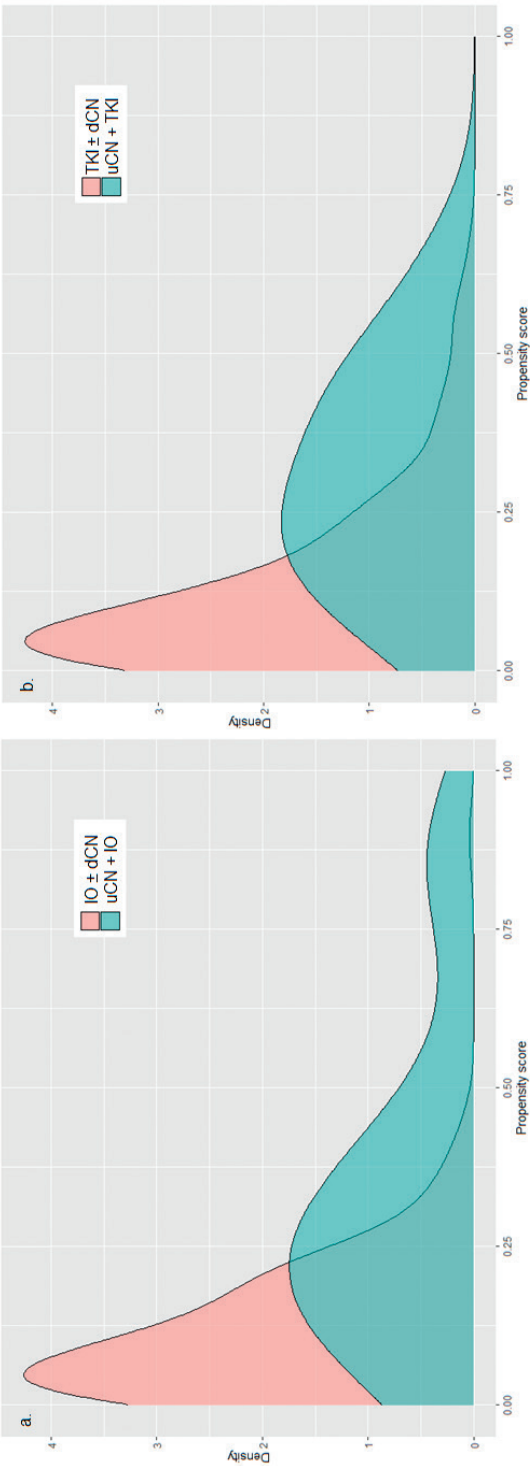 a.
Density
4
3
2
1
0
IO ± dCN
uCN + IO
0.00
0.25
0.50
0.75
1.00
Propensity score
b.
Density
4
3
2
1
0
TKI ± dCN
uCN + TKI
0.00
0.25
0.50
0.75
1.00
Propensity score